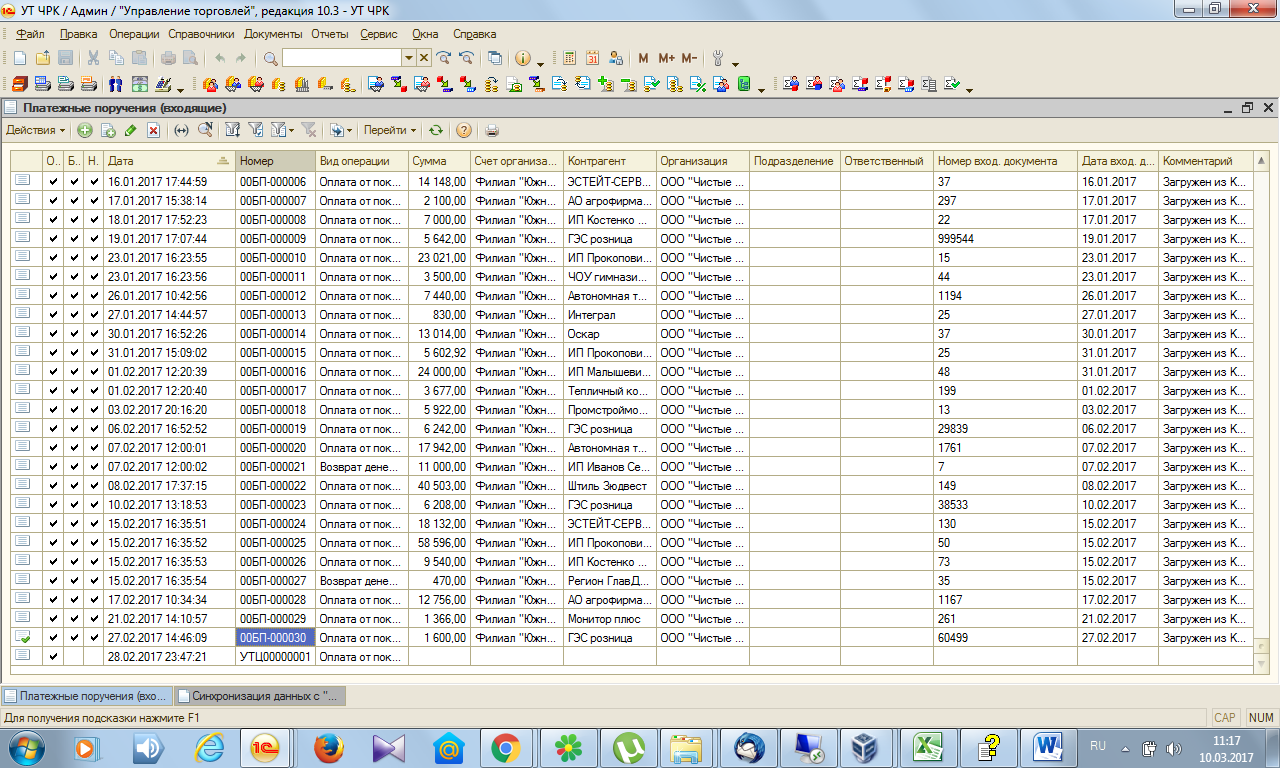 УТ ЧРК / Админ / "Управление торговлей", редакция 10.3 - УТ ЧРК
Файл Правка Операции Справочники Документы Отчеты Сервис Окна Справка
M M+ M-
Платежные поручения (входящие)
Действия Перейти
О.. Б.. Н.. Дата Номер Вид операции Сумма Счет организа... Контрагент Организация Подразделение Ответственный Номер вход. документа Дата вход. д... Комментарий
16.01.2017 17:44:59 00БП-000006 Оплата от пок... 14 148,00 Филиал "Южн... ЭСТЕЙТ-СЕРВ... ООО "Чистые ... 37 16.01.2017 Загружен из К...
17.01.2017 15:38:14 00БП-000007 Оплата от пок... 2 100,00 Филиал "Южн... АО агрофирма... ООО "Чистые ... 297 17.01.2017 Загружен из К...
18.01.2017 17:52:23 00БП-000008 Оплата от пок... 7 000,00 Филиал "Южн... ИП Костенко ... ООО "Чистые ... 22 17.01.2017 Загружен из К...
19.01.2017 17:07:44 00БП-000009 Оплата от пок... 5 642,00 Филиал "Южн... ГЭС розница ООО "Чистые ... 999544 19.01.2017 Загружен из К...
23.01.2017 16:23:55 00БП-000010 Оплата от пок... 23 021,00 Филиал "Южн... ИП Прокопови... ООО "Чистые ... 15 23.01.2017 Загружен из К...
23.01.2017 16:23:56 00БП-000011 Оплата от пок... 3 500,00 Филиал "Южн... ЧОУ гимнази... ООО "Чистые ... 44 23.01.2017 Загружен из К...
26.01.2017 10:42:56 00БП-000012 Оплата от пок... 7 440,00 Филиал "Южн... Автономная т... ООО "Чистые ... 1194 26.01.2017 Загружен из К...
27.01.2017 14:44:57 00БП-000013 Оплата от пок... 830,00 Филиал "Южн... Интеграл ООО "Чистые ... 25 27.01.2017 Загружен из К...
30.01.2017 16:52:26 00БП-000014 Оплата от пок... 13 014,00 Филиал "Южн... Оскар ООО "Чистые ... 37 30.01.2017 Загружен из К...
31.01.2017 15:09:02 00БП-000015 Оплата от пок... 5 602,92 Филиал "Южн... ИП Прокопови... ООО "Чистые ... 25 31.01.2017 Загружен из К...
01.02.2017 12:20:39 00БП-000016 Оплата от пок... 24 000,00 Филиал "Южн... ИП Малышеви... ООО "Чистые ... 48 31.01.2017 Загружен из К...
01.02.2017 12:20:40 00БП-000017 Оплата от пок... 3 677,00 Филиал "Южн... Тепличный ко... ООО "Чистые ... 199 01.02.2017 Загружен из К...
03.02.2017 20:16:20 00БП-000018 Оплата от пок... 5 922,00 Филиал "Южн... Промстроймо... ООО "Чистые ... 13 03.02.2017 Загружен из К...
06.02.2017 16:52:52 00БП-000019 Оплата от пок... 6 242,00 Филиал "Южн... ГЭС розница ООО "Чистые ... 29839 06.02.2017 Загружен из К...
07.02.2017 12:00:01 00БП-000020 Оплата от пок... 17 942,00 Филиал "Южн... Автономная т... ООО "Чистые ... 1761 07.02.2017 Загружен из К...
07.02.2017 12:00:02 00БП-000021 Возврат дене... 11 000,00 Филиал "Южн... ИП Иванов Се... ООО "Чистые ... 7 07.02.2017 Загружен из К...
08.02.2017 17:37:15 00БП-000022 Оплата от пок... 40 503,00 Филиал "Южн... Штиль Зюдвест ООО "Чистые ... 149 08.02.2017 Загружен из К...
10.02.2017 13:18:53 00БП-000023 Оплата от пок... 6 208,00 Филиал "Южн... ГЭС розница ООО "Чистые ... 38533 10.02.2017 Загружен из К...
15.02.2017 16:35:51 00БП-000024 Оплата от пок... 18 132,00 Филиал "Южн... ЭСТЕЙТ-СЕРВ... ООО "Чистые ... 130 15.02.2017 Загружен из К...
15.02.2017 16:35:52 00БП-000025 Оплата от пок... 58 596,00 Филиал "Южн... ИП Прокопови... ООО "Чистые ... 50 15.02.2017 Загружен из К...
15.02.2017 16:35:53 00БП-000026 Оплата от пок... 9 540,00 Филиал "Южн... ИП Костенко ... ООО "Чистые ... 73 15.02.2017 Загружен из К...
15.02.2017 16:35:54 00БП-000027 Возврат дене... 470,00 Филиал "Южн... Регион ГлавД... ООО "Чистые ... 35 15.02.2017 Загружен из К...
17.02.2017 10:34:34 00БП-000028 Оплата от пок... 12 756,00 Филиал "Южн... АО агрофирма... ООО "Чистые ... 1167 17.02.2017 Загружен из К...
21.02.2017 14:10:57 00БП-000029 Оплата от пок... 1 366,00 Филиал "Южн... Монитор плюс ООО "Чистые ... 261 21.02.2017 Загружен из К...
27.02.2017 14:46:09 00БП-000030 Оплата от пок... 1 600,00 Филиал "Южн... ГЭС розница ООО "Чистые ... 60499 27.02.2017 Загружен из К...
28.02.2017 23:47:21 УТЦ00000001 Оплата от пок...
Платежные поручения (вхо... Синхронизация данных с "...
Для получения подсказки нажмите F1 CAP NUM
RU 11:17
10.03.2017